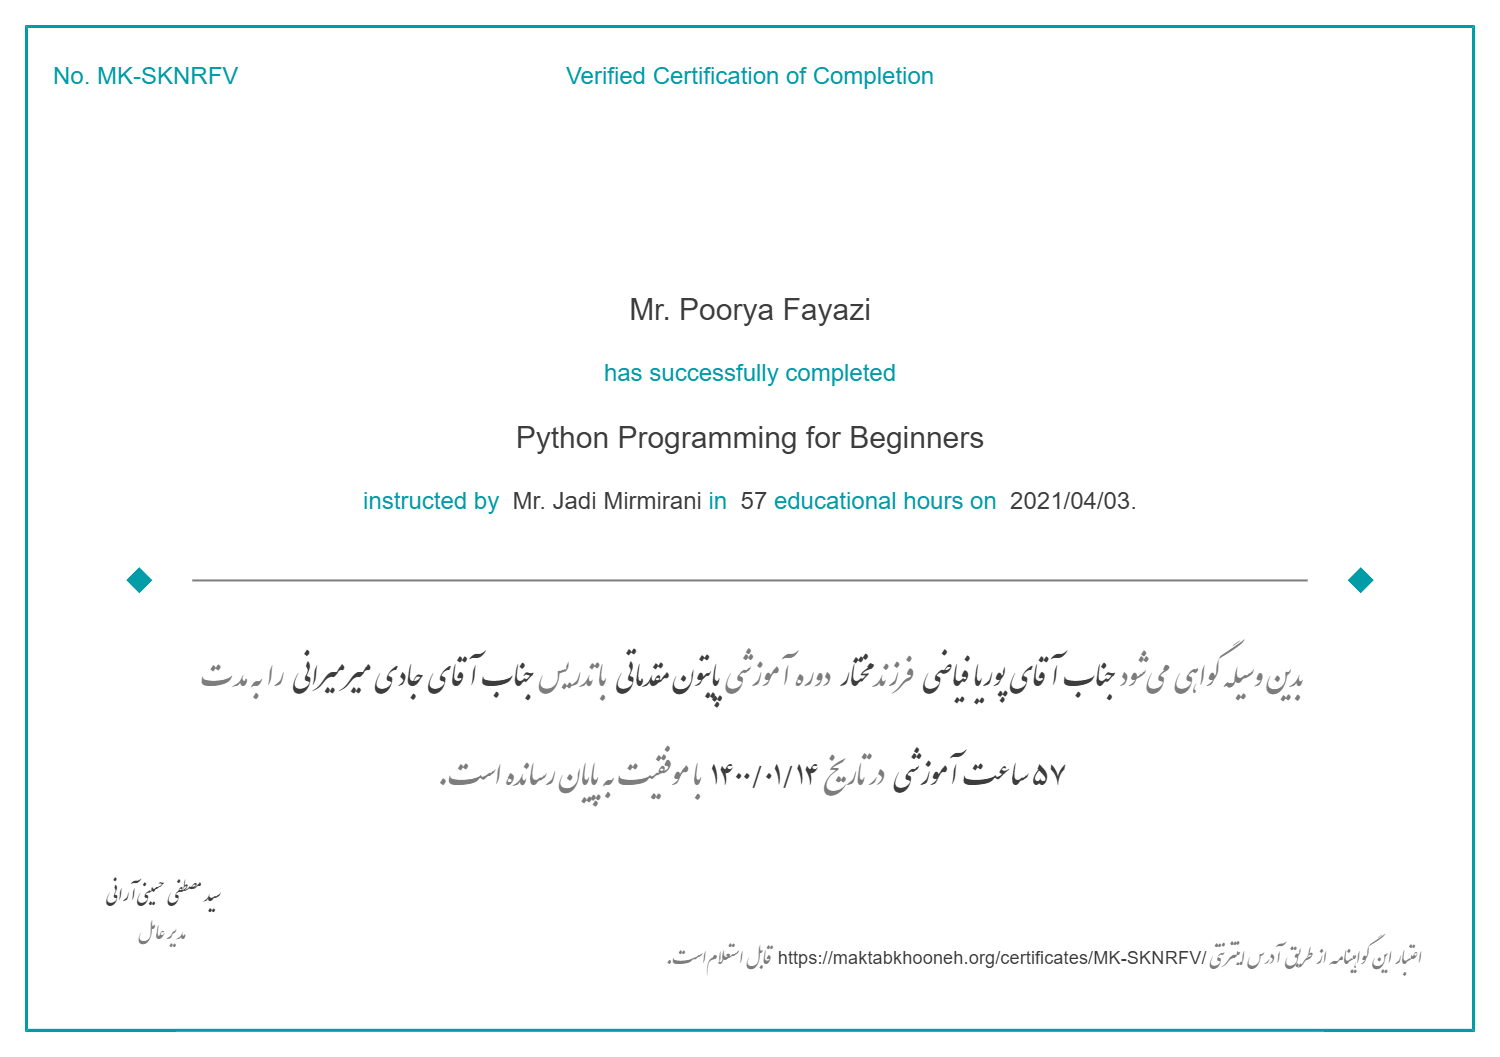 No. MK-SKNRFV
Verified Certification of Completion
Mr. Poorya Fayazi
has successfully completed
Python Programming for Beginners
instructed by Mr. Jadi Mirmirani in 57 educational hours on 2021/04/03.
بدین وسیله گواهی می‌شود جناب آقای پوریا فیاضی فرزند مختار دوره آموزشی پایتون مقدماتی با تدریس جناب آقای جادی میرمیرانی را به مدت
۵۷ ساعت آموزشی در تاریخ ۱۴۰۰/۰۱/۱۴ با موفقیت به پایان رسانده است.
سید مصطفی حسینی آرانی
مدیر عامل
اعتبار این گواهینامه از طریق آدرس اینترنتی https://maktabkhooneh.org/certificates/MK-SKNRFV/ قابل استعلام است.